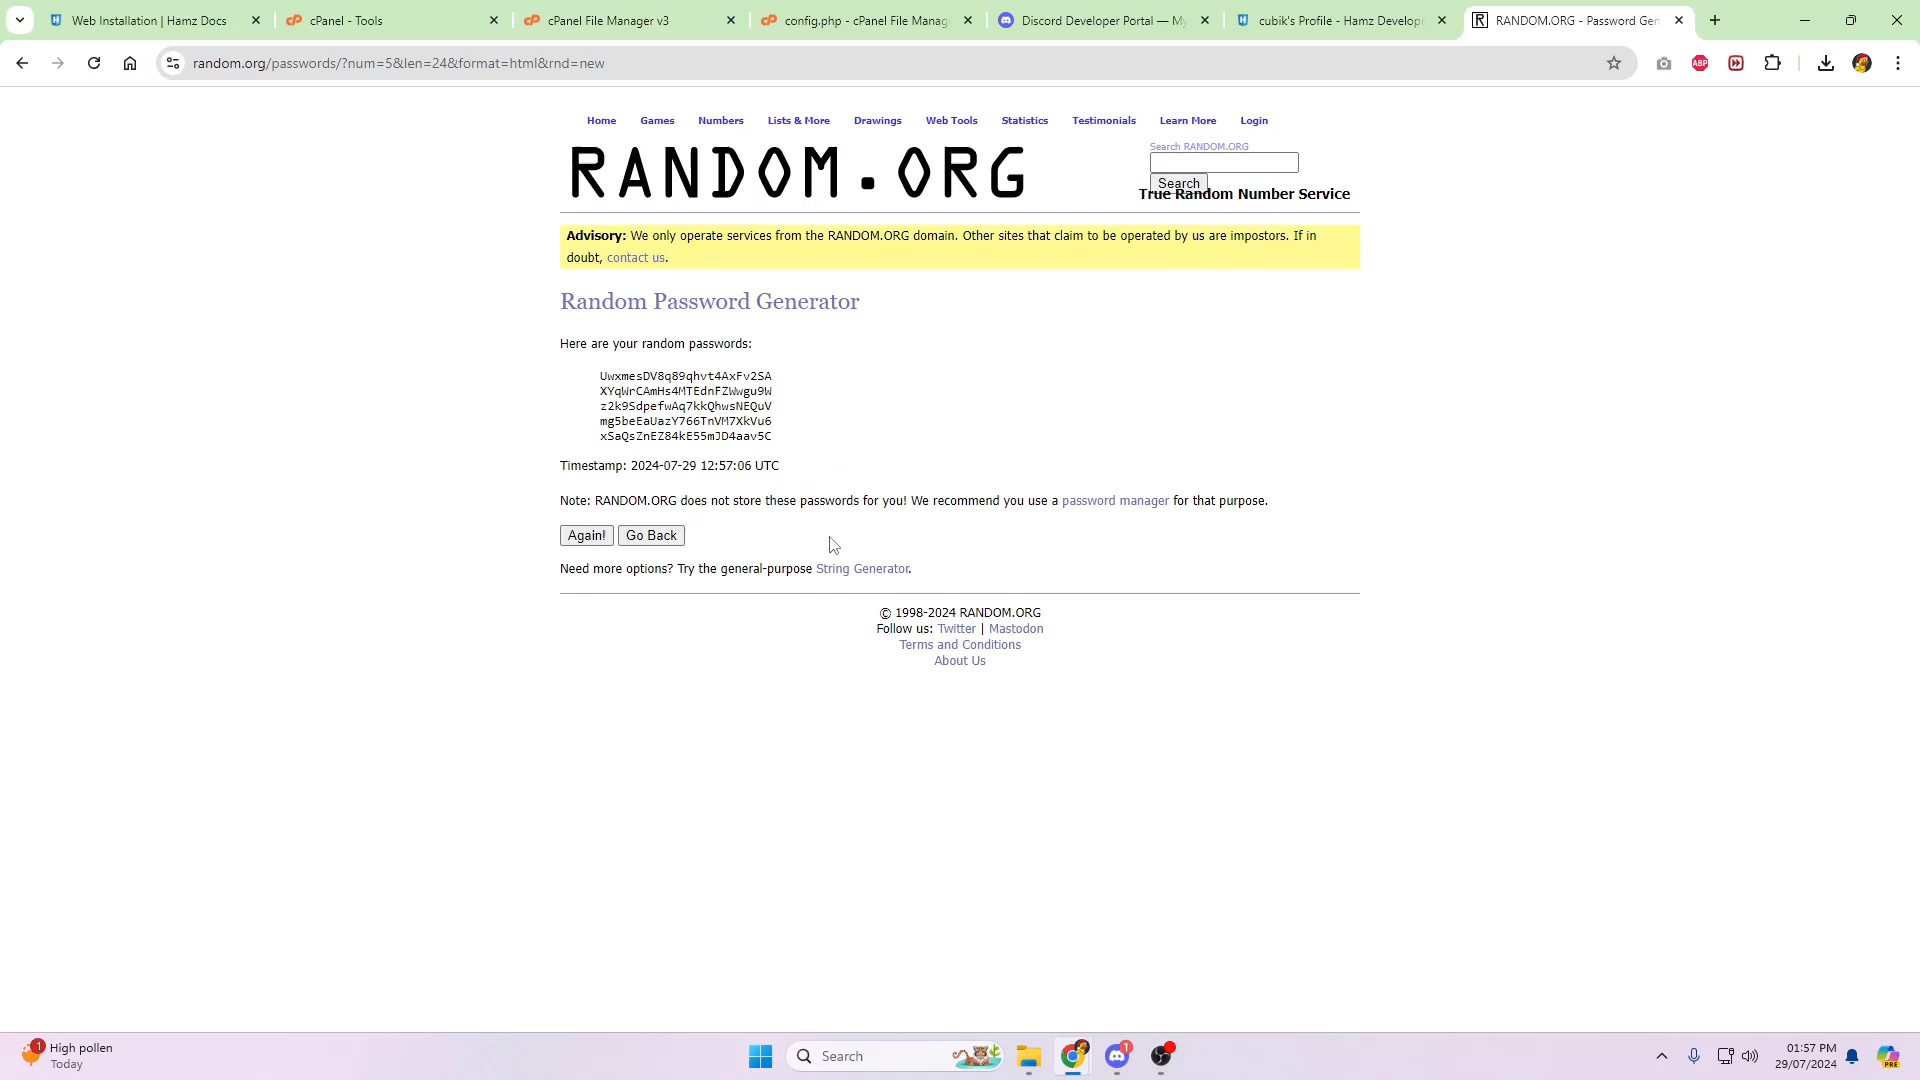 Web Installation | Hamz Docs
cPanel - Tools
cPanel File Manager v3
config.php - cPanel File Manag
Discord Developer Portal — My
cubik's Profile - Hamz Develop
RANDOM.ORG - Password Gen
random.org/passwords/?num=5&len=24&format=html&rnd=new
ABP
Home Games Numbers Lists & More Drawings Web Tools Statistics Testimonials Learn More Login
RANDOM.ORG
Search RANDOM.ORG
Search
True Random Number Service
Advisory: We only operate services from the RANDOM.ORG domain. Other sites that claim to be operated by us are impostors. If in
doubt, contact us.
Random Password Generator
Here are your random passwords:
UwxmesDV8q89qhvt4AxFv2SA
XYqWrCAmHs4MTEdnFZWwgu9W
z2k9SdpefwAq7kkQhwsNEQuV
mg5beEaUazY766TnVM7XkVu6
xSaQsZnEZ84kE55mJD4aav5C
Timestamp: 2024-07-29 12:57:06 UTC
Note: RANDOM.ORG does not store these passwords for you! We recommend you use a password manager for that purpose.
Again! Go Back
Need more options? Try the general-purpose String Generator.
© 1998-2024 RANDOM.ORG
Follow us: Twitter | Mastodon
Terms and Conditions
About Us
1
High pollen
Today
Search
1
01:57 PM
29/07/2024
PRE